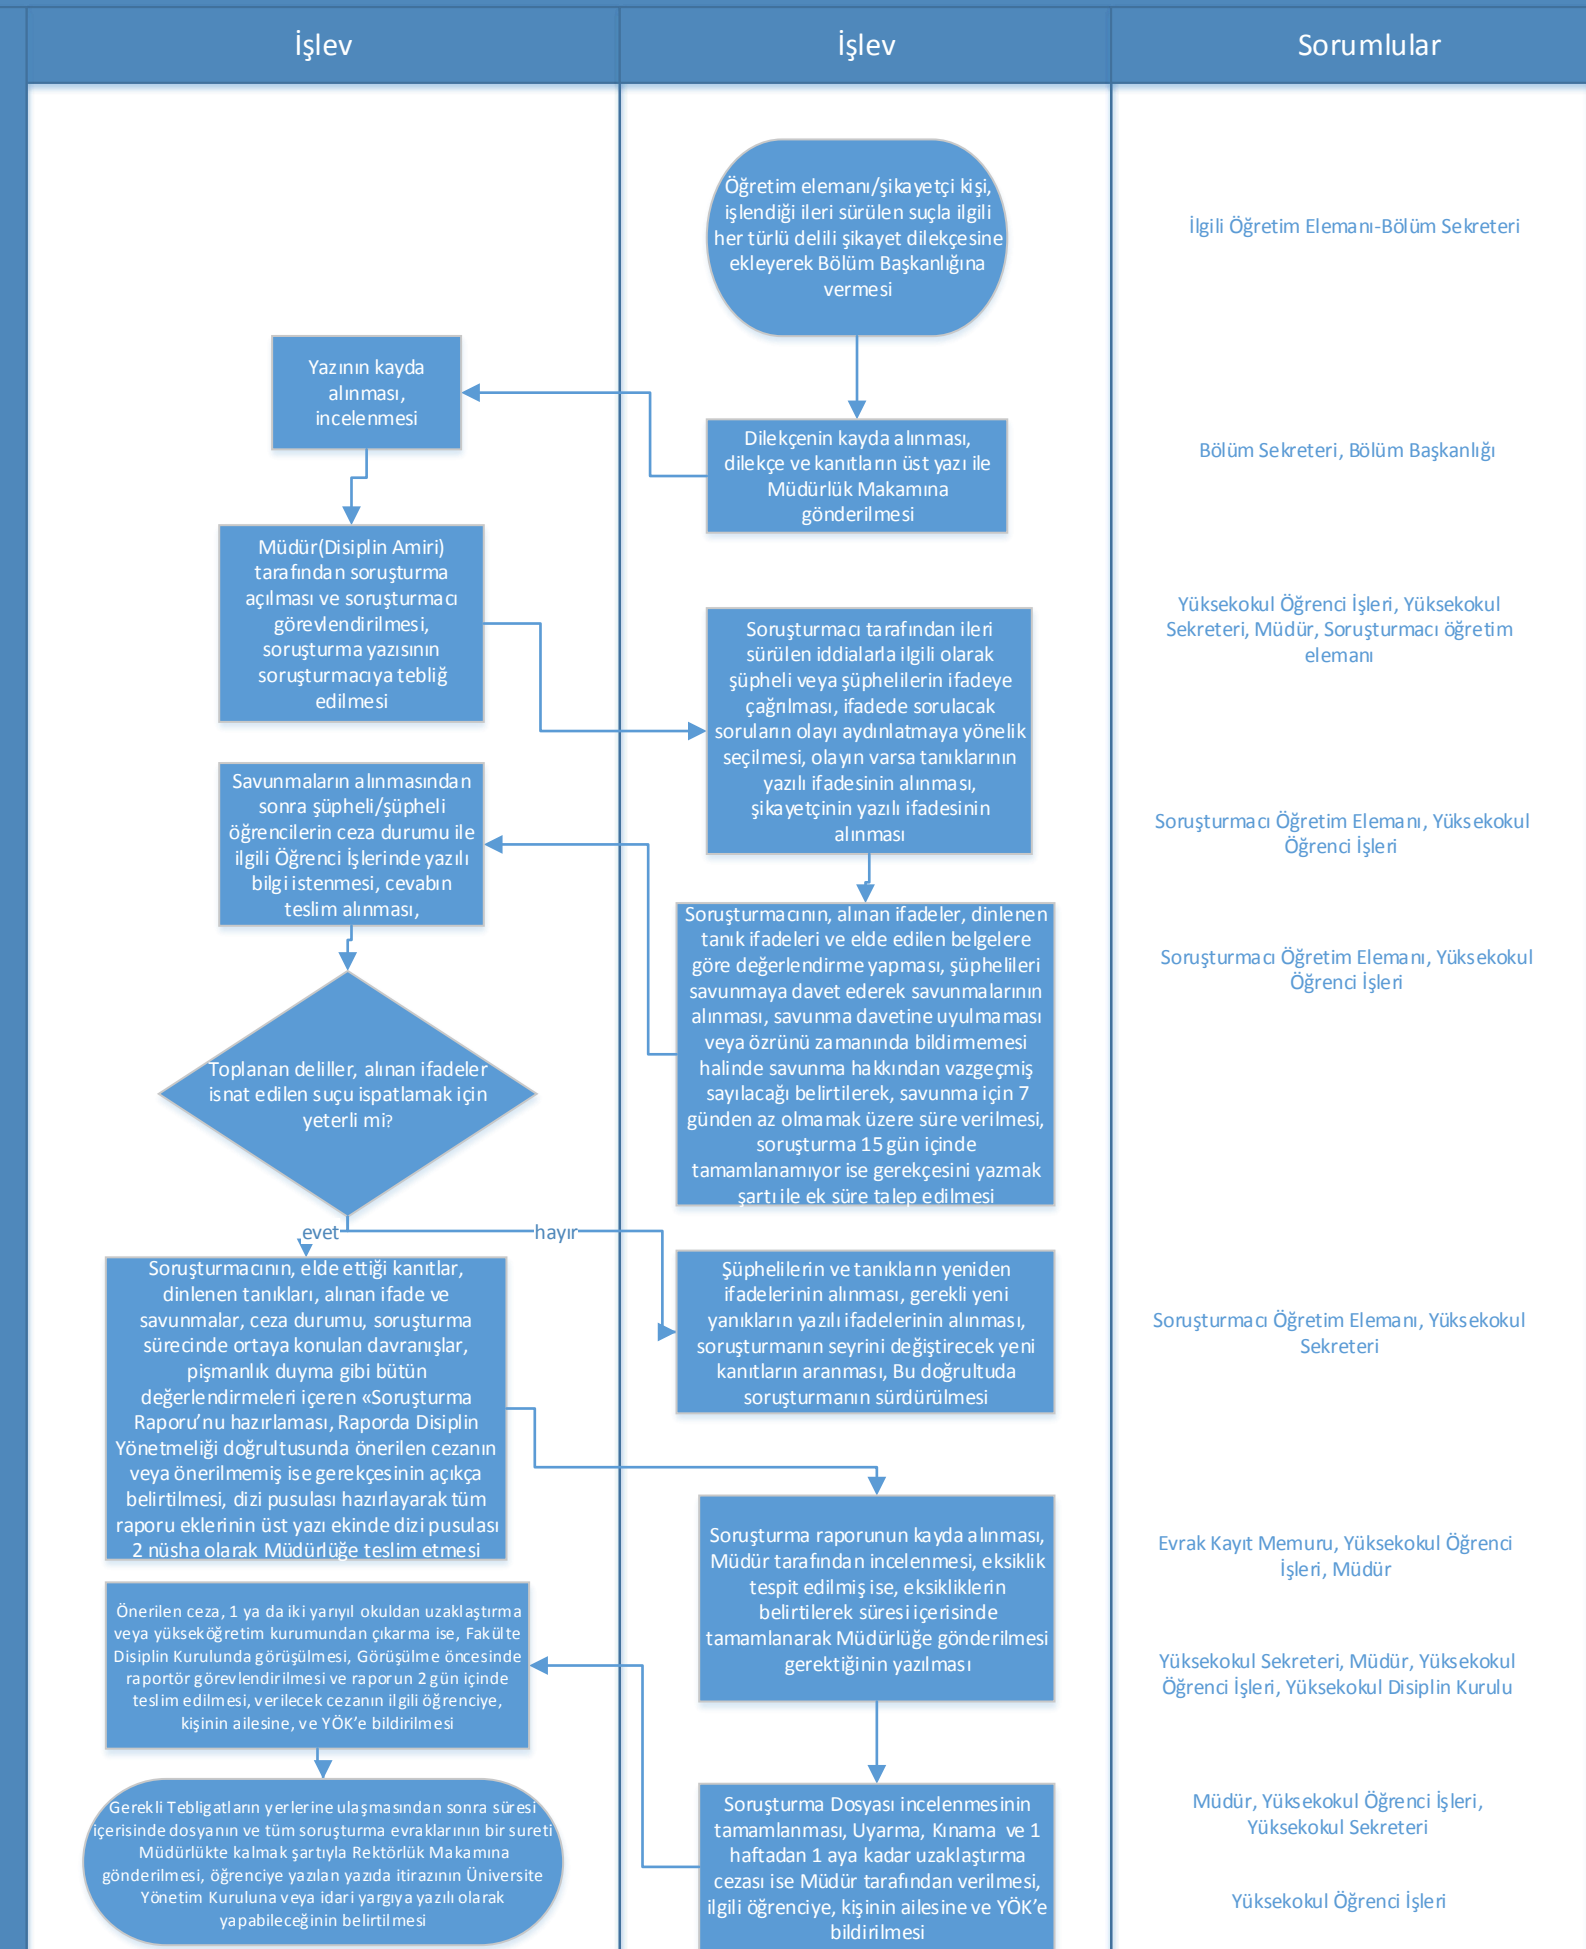 İşlev
İşlev
Sorumlular
Öğretim elemanı/şikayetçi kişi,
işlendiği ileri sürülen suçla ilgili
her türlü delili şikayet dilekçesine
ekleyerek Bölüm Başkanlığına
vermesi
İlgili Öğretim Elemanı-Bölüm Sekreteri
Yazının kayda
alınması,
incelenmesi
Dilekçenin kayda alınması,
dilekçe ve kanıtların üst yazı ile
Müdürlük Makamına
gönderilmesi
Bölüm Sekreteri, Bölüm Başkanlığı
Müdür(Disiplin Amiri)
tarafından soruşturma
açılması ve soruşturmacı
görevlendirilmesi,
soruşturma yazısının
soruşturmacıya tebliğ
edilmesi
Soruşturmacı tarafından ileri
sürülen iddialarla ilgili olarak
şüpheli veya şüphelilerin ifadeye
çağrılması, ifadede sorulacak
soruların olayı aydınlatmaya yönelik
seçilmesi, olayın varsa tanıklarının
yazılı ifadesinin alınması,
şikayetçinin yazılı ifadesinin
alınması
Yüksekokul Öğrenci İşleri, Yüksekokul
Sekreteri, Müdür, Soruşturmacı öğretim
elemanı
Savunmaların alınmasından
sonra şüpheli/şüpheli
öğrencilerin ceza durumu ile
ilgili Öğrenci İşlerinde yazılı
bilgi istenmesi, cevabın
teslim alınması,
Soruşturmacı Öğretim Elemanı, Yüksekokul
Öğrenci İşleri
Soruşturmacının, alınan ifadeler, dinlenen
tanık ifadeleri ve elde edilen belgelere
göre değerlendirme yapması, şüphelileri
savunmaya davet ederek savunmalarının
alınması, savunma davetine uyulmaması
veya özrünü zamanında bildirmemesi
halinde savunma hakkından vazgeçmiş
sayılacağı belirtilerek, savunma için 7
günden az olmamak üzere süre verilmesi,
soruşturma 15 gün içinde
tamamlanamıyor ise gerekçesini yazmak
şartı ile ek süre talep edilmesi
Soruşturmacı Öğretim Elemanı, Yüksekokul
Öğrenci İşleri
Toplanan deliller, alınan ifadeler
isnat edilen suçu ispatlamak için
yeterli mi?
evet
hayır
Soruşturmacının, elde ettiği kanıtlar,
dinlenen tanıkları, alınan ifade ve
savunmalar, ceza durumu, soruşturma
sürecinde ortaya konulan davranışlar,
pişmanlık duyma gibi bütün
değerlendirmeleri içeren «Soruşturma
Raporu’nu hazırlaması, Raporda Disiplin
Yönetmeliği doğrultusunda önerilen cezanın
veya önerilmemiş ise gerekçesinin açıkça
belirtilmesi, dizi pusulası hazırlayarak tüm
raporu eklerinin üst yazı ekinde dizi pusulası
2 nüsha olarak Müdürlüğe teslim etmesi
Şüphelilerin ve tanıkların yeniden
ifadelerinin alınması, gerekli yeni
yanıkların yazılı ifadelerinin alınması,
soruşturmanın seyrini değiştirecek yeni
kanıtların aranması, Bu doğrultuda
soruşturmanın sürdürülmesi
Soruşturmacı Öğretim Elemanı, Yüksekokul
Sekreteri
Soruşturma raporunun kayda alınması,
Müdür tarafından incelenmesi, eksiklik
tespit edilmiş ise, eksikliklerin
belirtilerek süresi içerisinde
tamamlanarak Müdürlüğe gönderilmesi
gerektiğinin yazılması
Evrak Kayıt Memuru, Yüksekokul Öğrenci
İşleri, Müdür
Önerilen ceza, 1 ya da iki yarıyıl okuldan uzaklaştırma
veya yükseköğretim kurumundan çıkarma ise, Fakülte
Disiplin Kurulunda görüşülmesi, Görüşülme öncesinde
raportör görevlendirilmesi ve raporun 2 gün içinde
teslim edilmesi, verilecek cezanın ilgili öğrenciye,
kişinin ailesine, ve YÖK’e bildirilmesi
Yüksekokul Sekreteri, Müdür, Yüksekokul
Öğrenci İşleri, Yüksekokul Disiplin Kurulu
Gerekli Tebligatların yerlerine ulaşmasından sonra süresi
içerisinde dosyanın ve tüm soruşturma evraklarının bir sureti
Müdürlükte kalmak şartıyla Rektörlük Makamına
gönderilmesi, öğrenciye yazılan yazıda itirazının Üniversite
Yönetim Kuruluna veya idari yargıya yazılı olarak
yapabileceğinin belirtilmesi
Soruşturma Dosyası incelenmesinin
tamamlanması, Uyarma, Kınama ve 1
haftadan 1 aya kadar uzaklaştırma
cezası ise Müdür tarafından verilmesi,
ilgili öğrenciye, kişinin ailesine ve YÖK’e
bildirilmesi
Müdür, Yüksekokul Öğrenci İşleri,
Yüksekokul Sekreteri
Yüksekokul Öğrenci İşleri